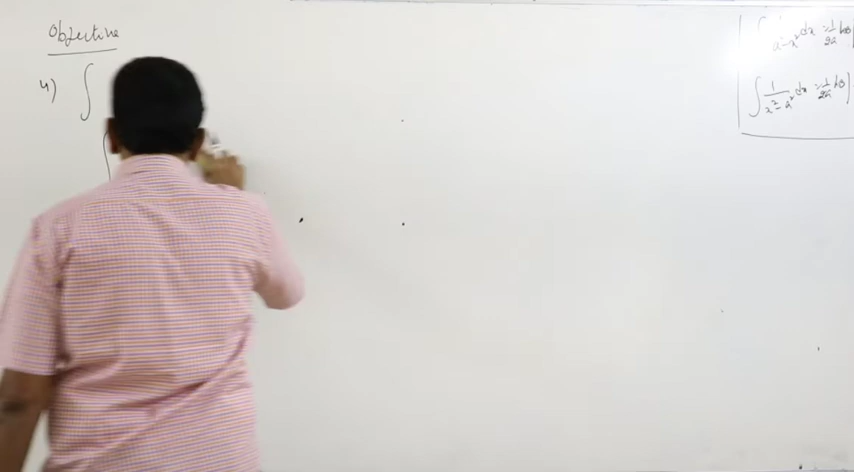 Objective
4) ∫
∫ 1/(a²-x²) dx = 1/2a log
∫ 1/(x²-a²) dx = 1/2a log